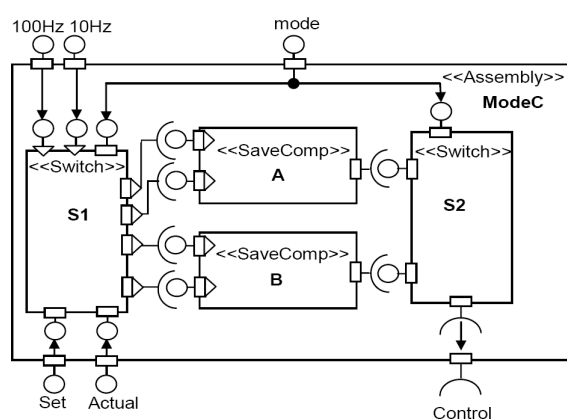 100Hz 10Hz mode
<<Assembly>>
ModeC
<<Switch>>
S1
<<SaveComp>>
A
<<SaveComp>>
B
<<Switch>>
S2
Set Actual Control